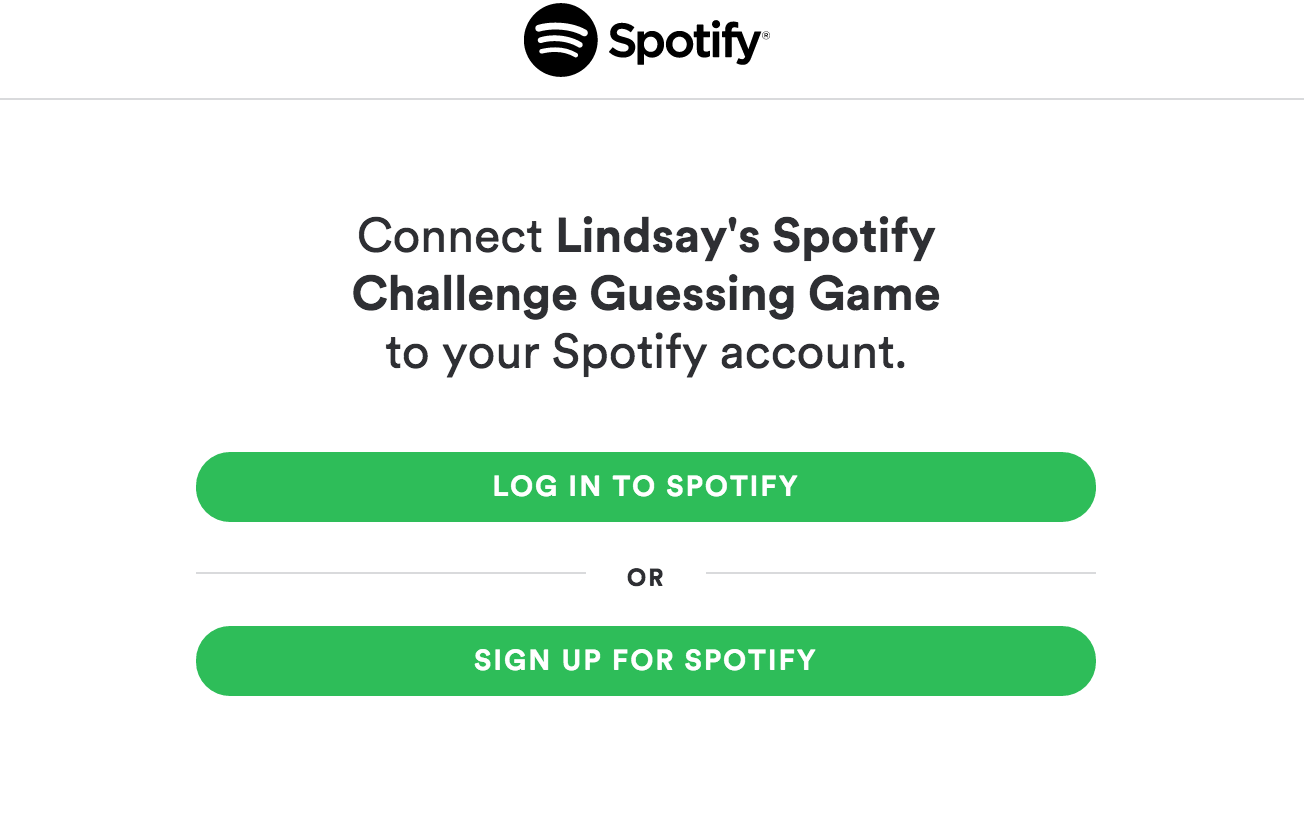 Spotify®
Connect Lindsay's Spotify
Challenge Guessing Game
to your Spotify account.
LOG IN TO SPOTIFY
OR
SIGN UP FOR SPOTIFY